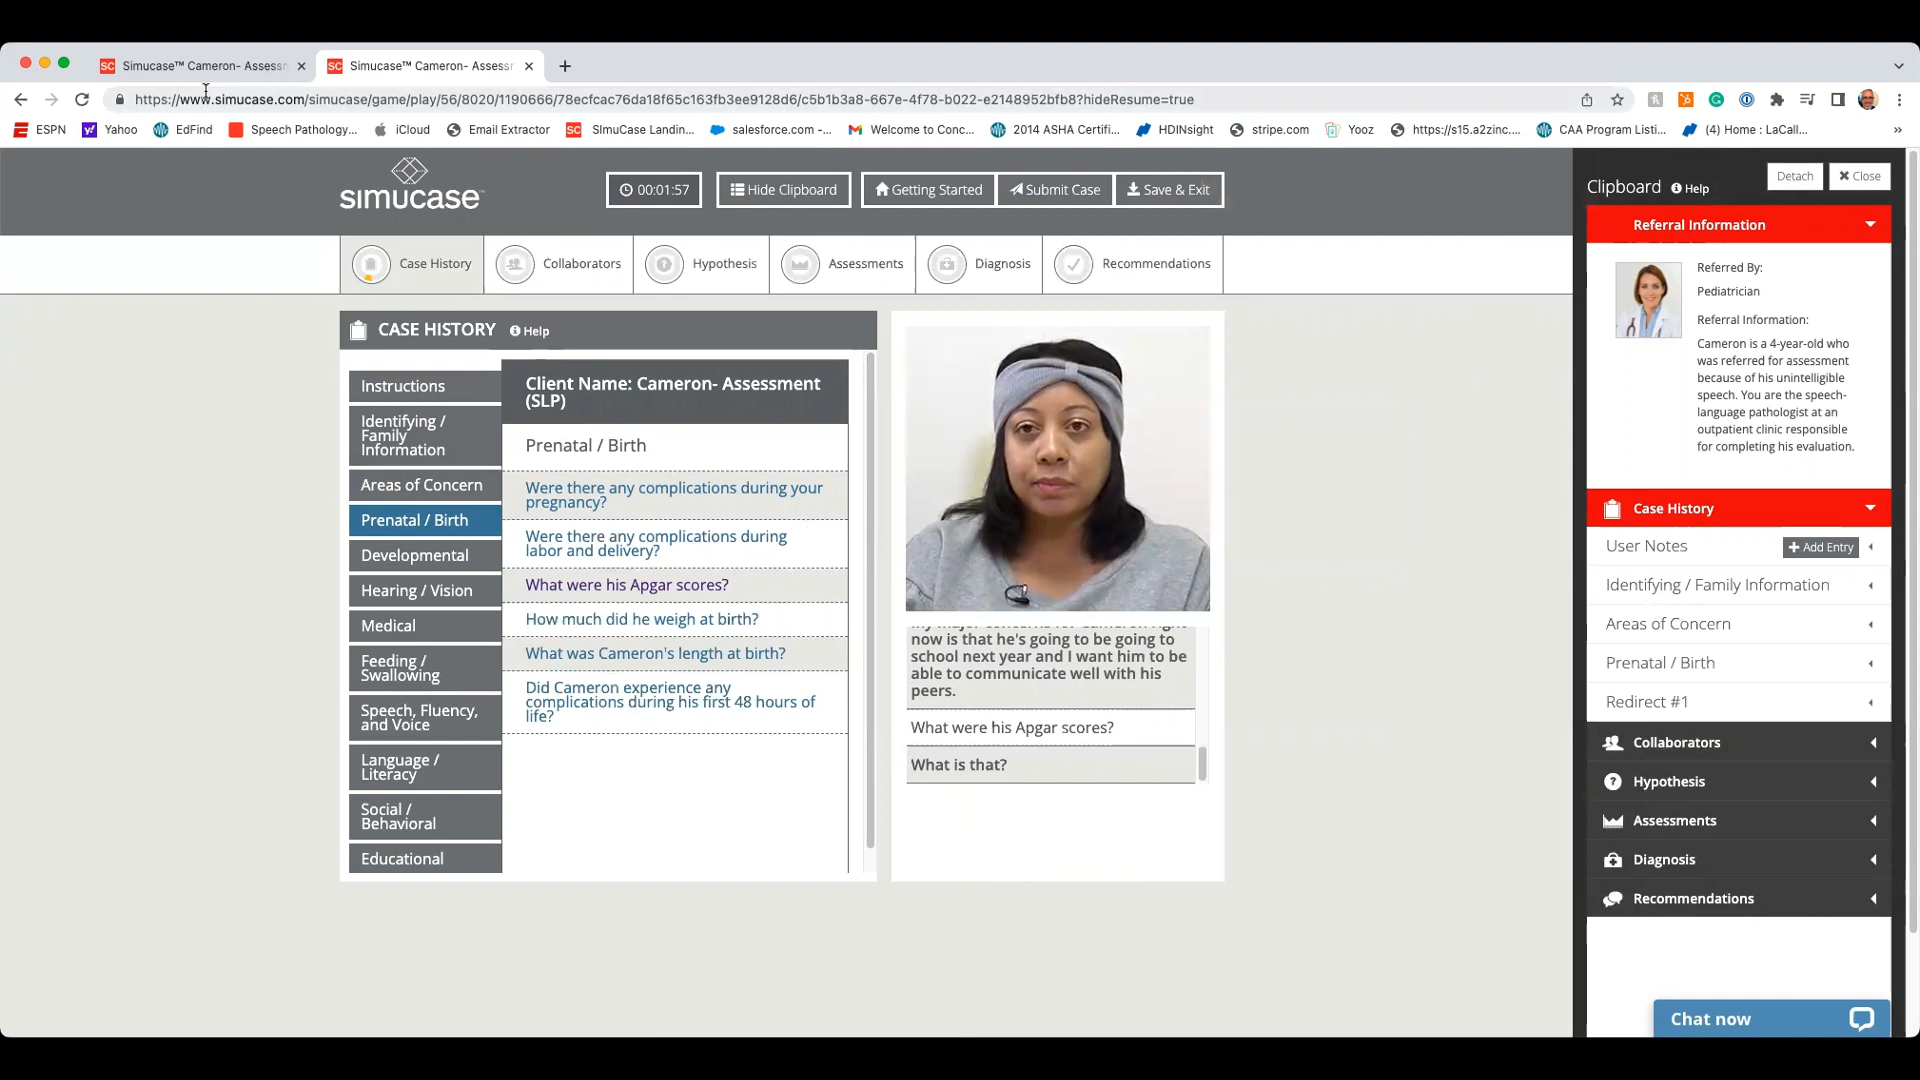 Simucase™ Cameron- Assessn
Simucase™ Cameron- Assessr
https://www.simucase.com/simucase/game/play/56/8020/1190666/78ecfcac76da18f65c163fb3ee9128d6/c5b1b3a8-667e-4f78-b022-e2148952bfb8?hideResume=true
ESPN
Yahoo
EdFind
Speech Pathology...
iCloud
Email Extractor
SC SImuCase Landin...
salesforce.com -...
Welcome to Conc...
2014 ASHA Certifi...
HDINsight
stripe.com
Yooz
https://s15.a2zinc....
CAA Program Listi...
(4) Home : LaCall...
simucase™
00:01:57
Hide Clipboard
Getting Started
Submit Case
Save & Exit
Case History
Collaborators
Hypothesis
Assessments
Diagnosis
Recommendations
CASE HISTORY
Help
Instructions
Identifying /
Family
Information
Areas of Concern
Prenatal / Birth
Developmental
Hearing / Vision
Medical
Feeding /
Swallowing
Speech, Fluency,
and Voice
Language /
Literacy
Social /
Behavioral
Educational
Client Name: Cameron- Assessment
(SLP)
Prenatal / Birth
Were there any complications during your
pregnancy?
Were there any complications during
labor and delivery?
What were his Apgar scores?
How much did he weigh at birth?
What was Cameron's length at birth?
Did Cameron experience any
complications during his first 48 hours of
life?
now is that he's going to be going to
school next year and I want him to be
able to communicate well with his
peers.
What were his Apgar scores?
What is that?
Clipboard
Help
Detach
Close
Referral Information
Referred By:
Pediatrician
Referral Information:
Cameron is a 4-year-old who
was referred for assessment
because of his unintelligible
speech. You are the speech-
language pathologist at an
outpatient clinic responsible
for completing his evaluation.
Case History
User Notes
+ Add Entry
Identifying / Family Information
Areas of Concern
Prenatal / Birth
Redirect #1
Collaborators
Hypothesis
Assessments
Diagnosis
Recommendations
Chat now